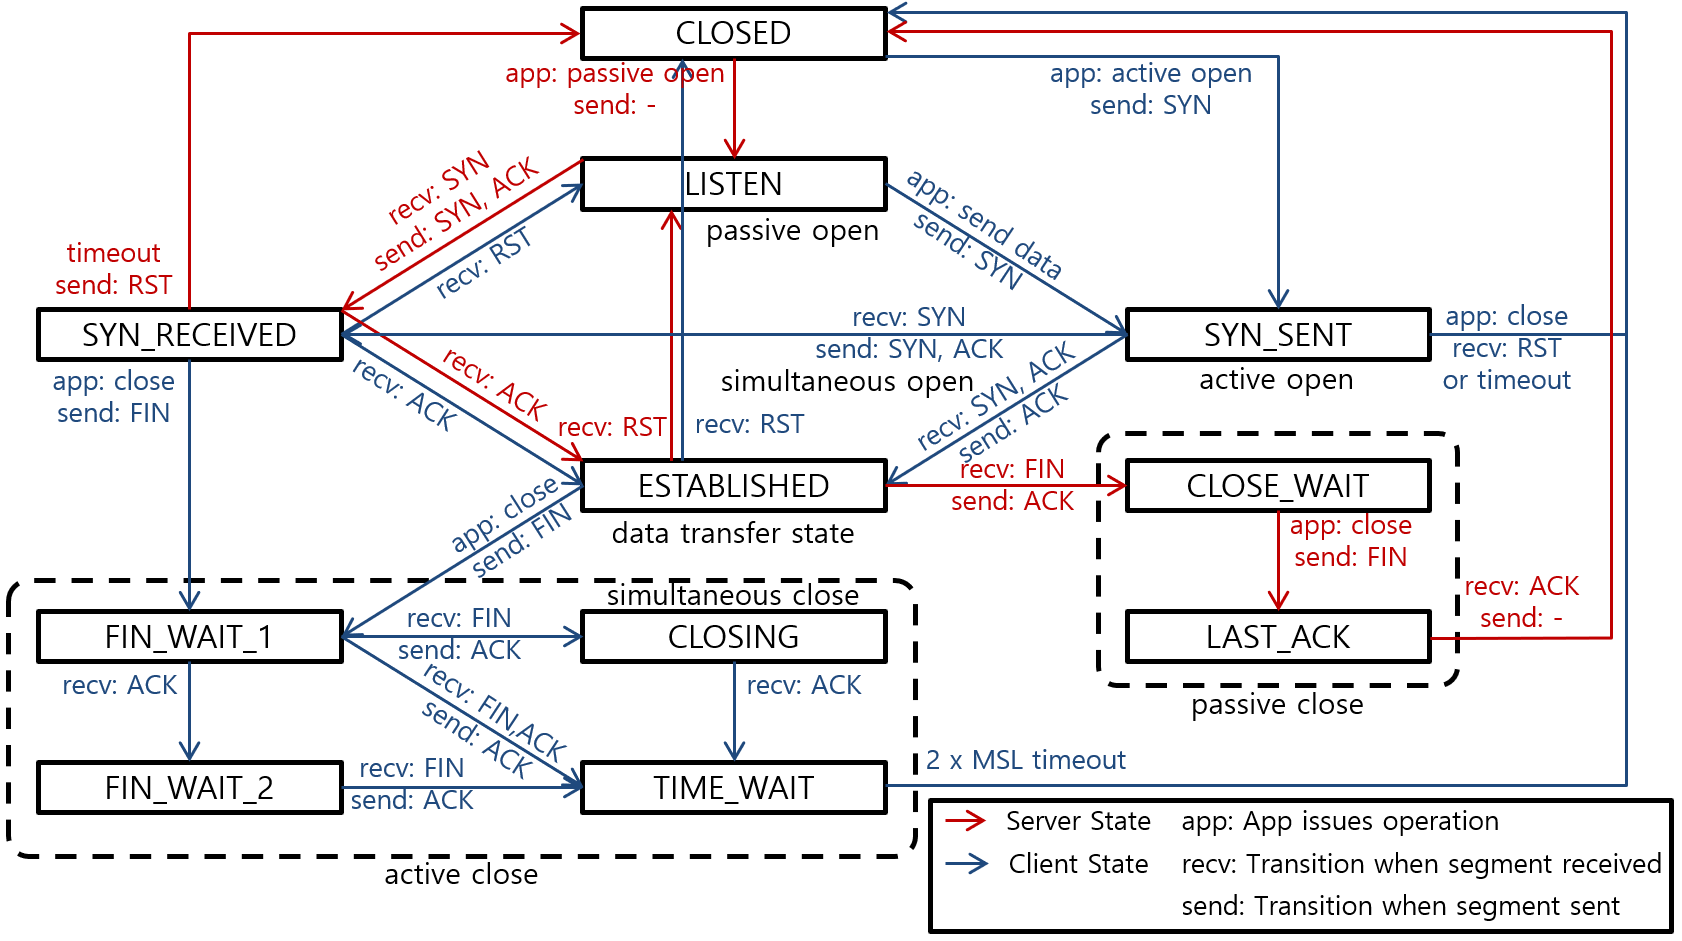 CLOSED
app: passive open
send: -
app: active open
send: SYN
recv: SYN
send: SYN, ACK
LISTEN
passive open
recv: RST
app: send data
send: SYN
timeout
send: RST
SYN_RECEIVED
recv: SYN
send: SYN, ACK
simultaneous open
SYN_SENT
active open
app: close
recv: RST
or timeout
app: close
send: FIN
recv: ACK
recv: ACK
recv: RST
recv: RST
recv: SYN, ACK
send: ACK
ESTABLISHED
data transfer state
recv: FIN
send: ACK
CLOSE_WAIT
app: close
send: FIN
app: close
send: FIN
simultaneous close
FIN_WAIT_1
recv: FIN
send: ACK
CLOSING
LAST_ACK
recv: ACK
send: -
passive close
recv: ACK
recv: FIN,ACK
send: ACK
recv: ACK
FIN_WAIT_2
recv: FIN
send: ACK
TIME_WAIT
2 x MSL timeout
active close
Server State
app: App issues operation
Client State
recv: Transition when segment received
send: Transition when segment sent